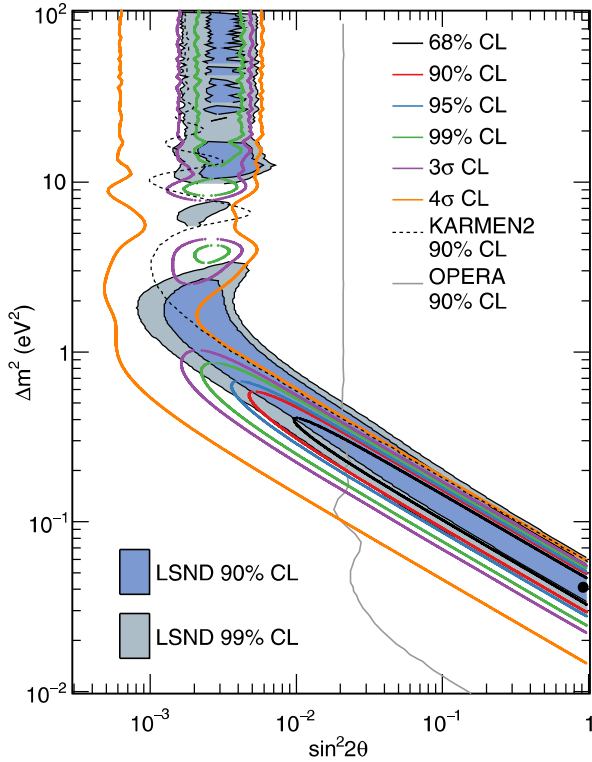 10²
10
1
10⁻¹
10⁻²
Δm² (eV²)
68% CL
90% CL
95% CL
99% CL
3σ CL
4σ CL
KARMEN2
90% CL
OPERA
90% CL
LSND 90% CL
LSND 99% CL
10⁻³ 10⁻² 10⁻¹ 1
sin²2θ